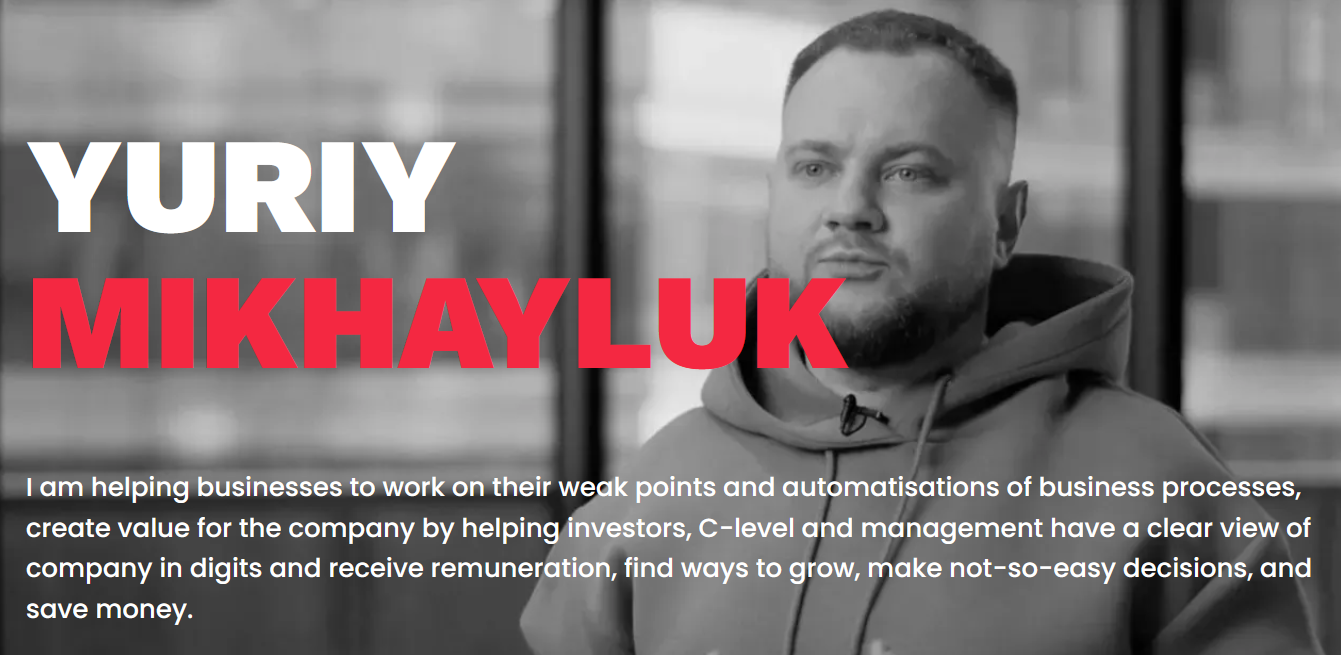 YURIY
MIKHAYLUK
I am helping businesses to work on their weak points and automatisations of business processes,
create value for the company by helping investors, C-level and management have a clear view of
company in digits and receive remuneration, find ways to grow, make not-so-easy decisions, and
save money.